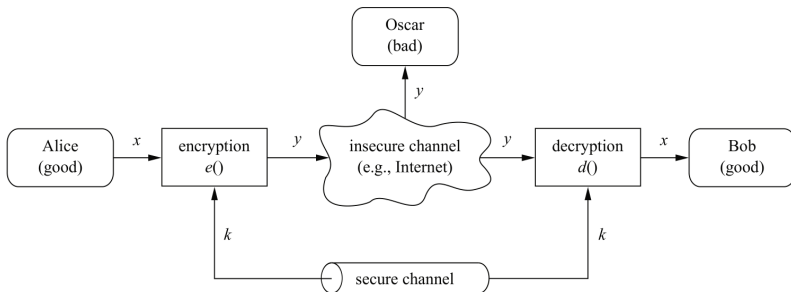 Oscar
(bad)
y
Alice
(good)
x
encryption
e()
y
insecure channel
(e.g., Internet)
y
decryption
d()
x
Bob
(good)
k
k
secure channel